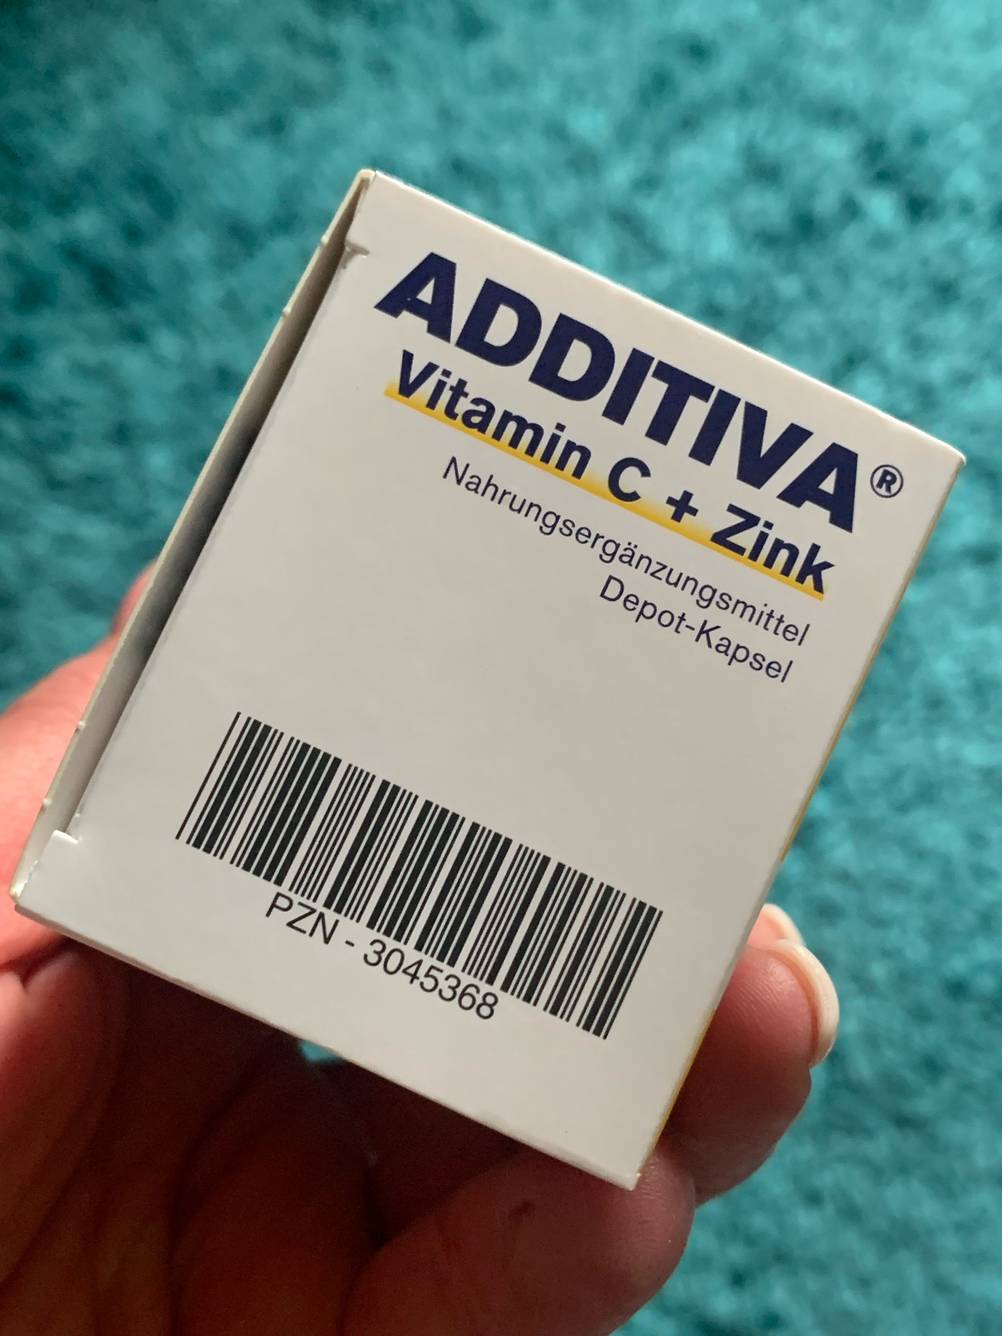 ADDITIVA®
Vitamin C + Zink
Nahrungsergänzungsmittel
Depot-Kapsel
PZN - 3045368